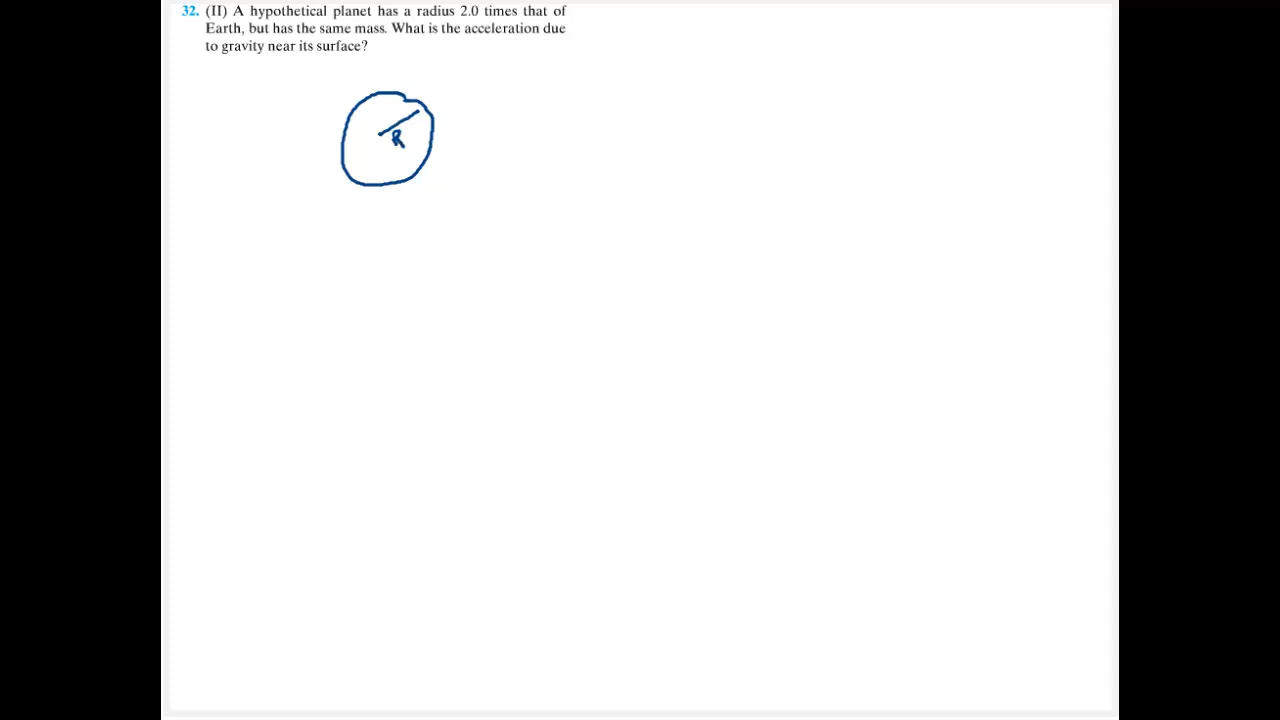 32. (II) A hypothetical planet has a radius 2.0 times that of
Earth, but has the same mass. What is the acceleration due
to gravity near its surface?
R